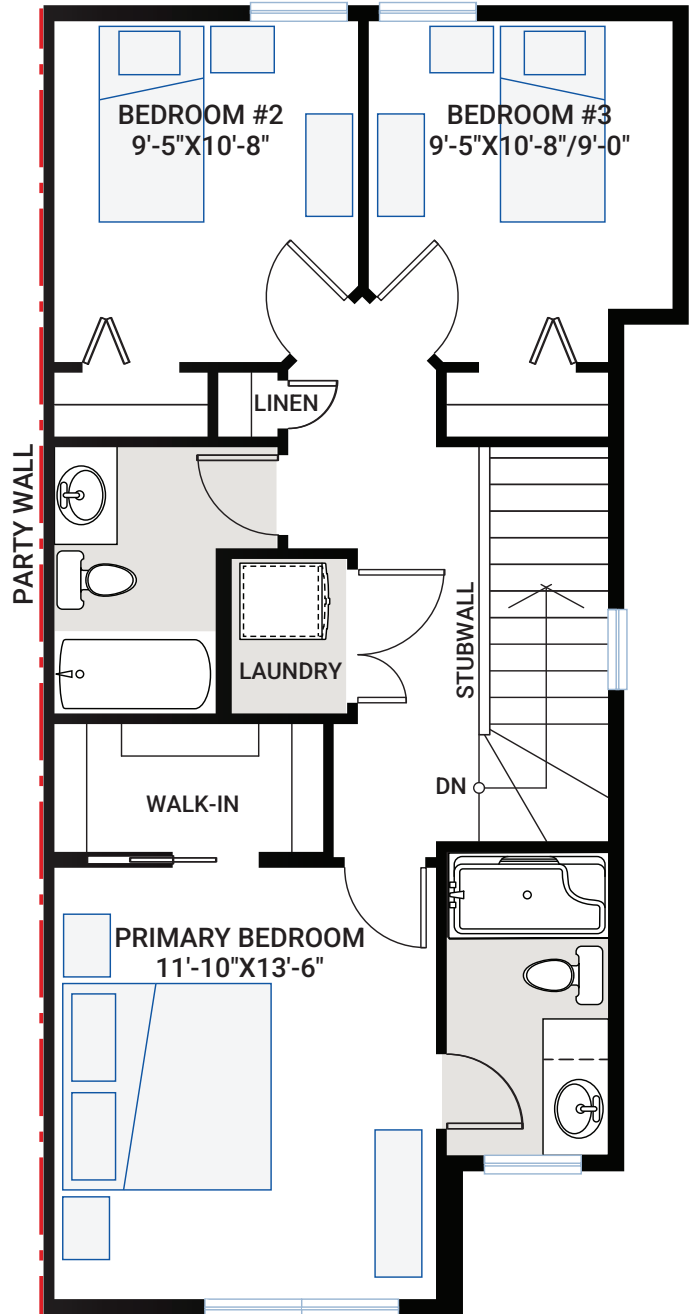 BEDROOM #2
9'-5"X10'-8"
BEDROOM #3
9'-5"X10'-8"/9'-0"
LINEN
PARTY WALL
STUBWALL
LAUNDRY
DN
WALK-IN
PRIMARY BEDROOM
11'-10"X13'-6"